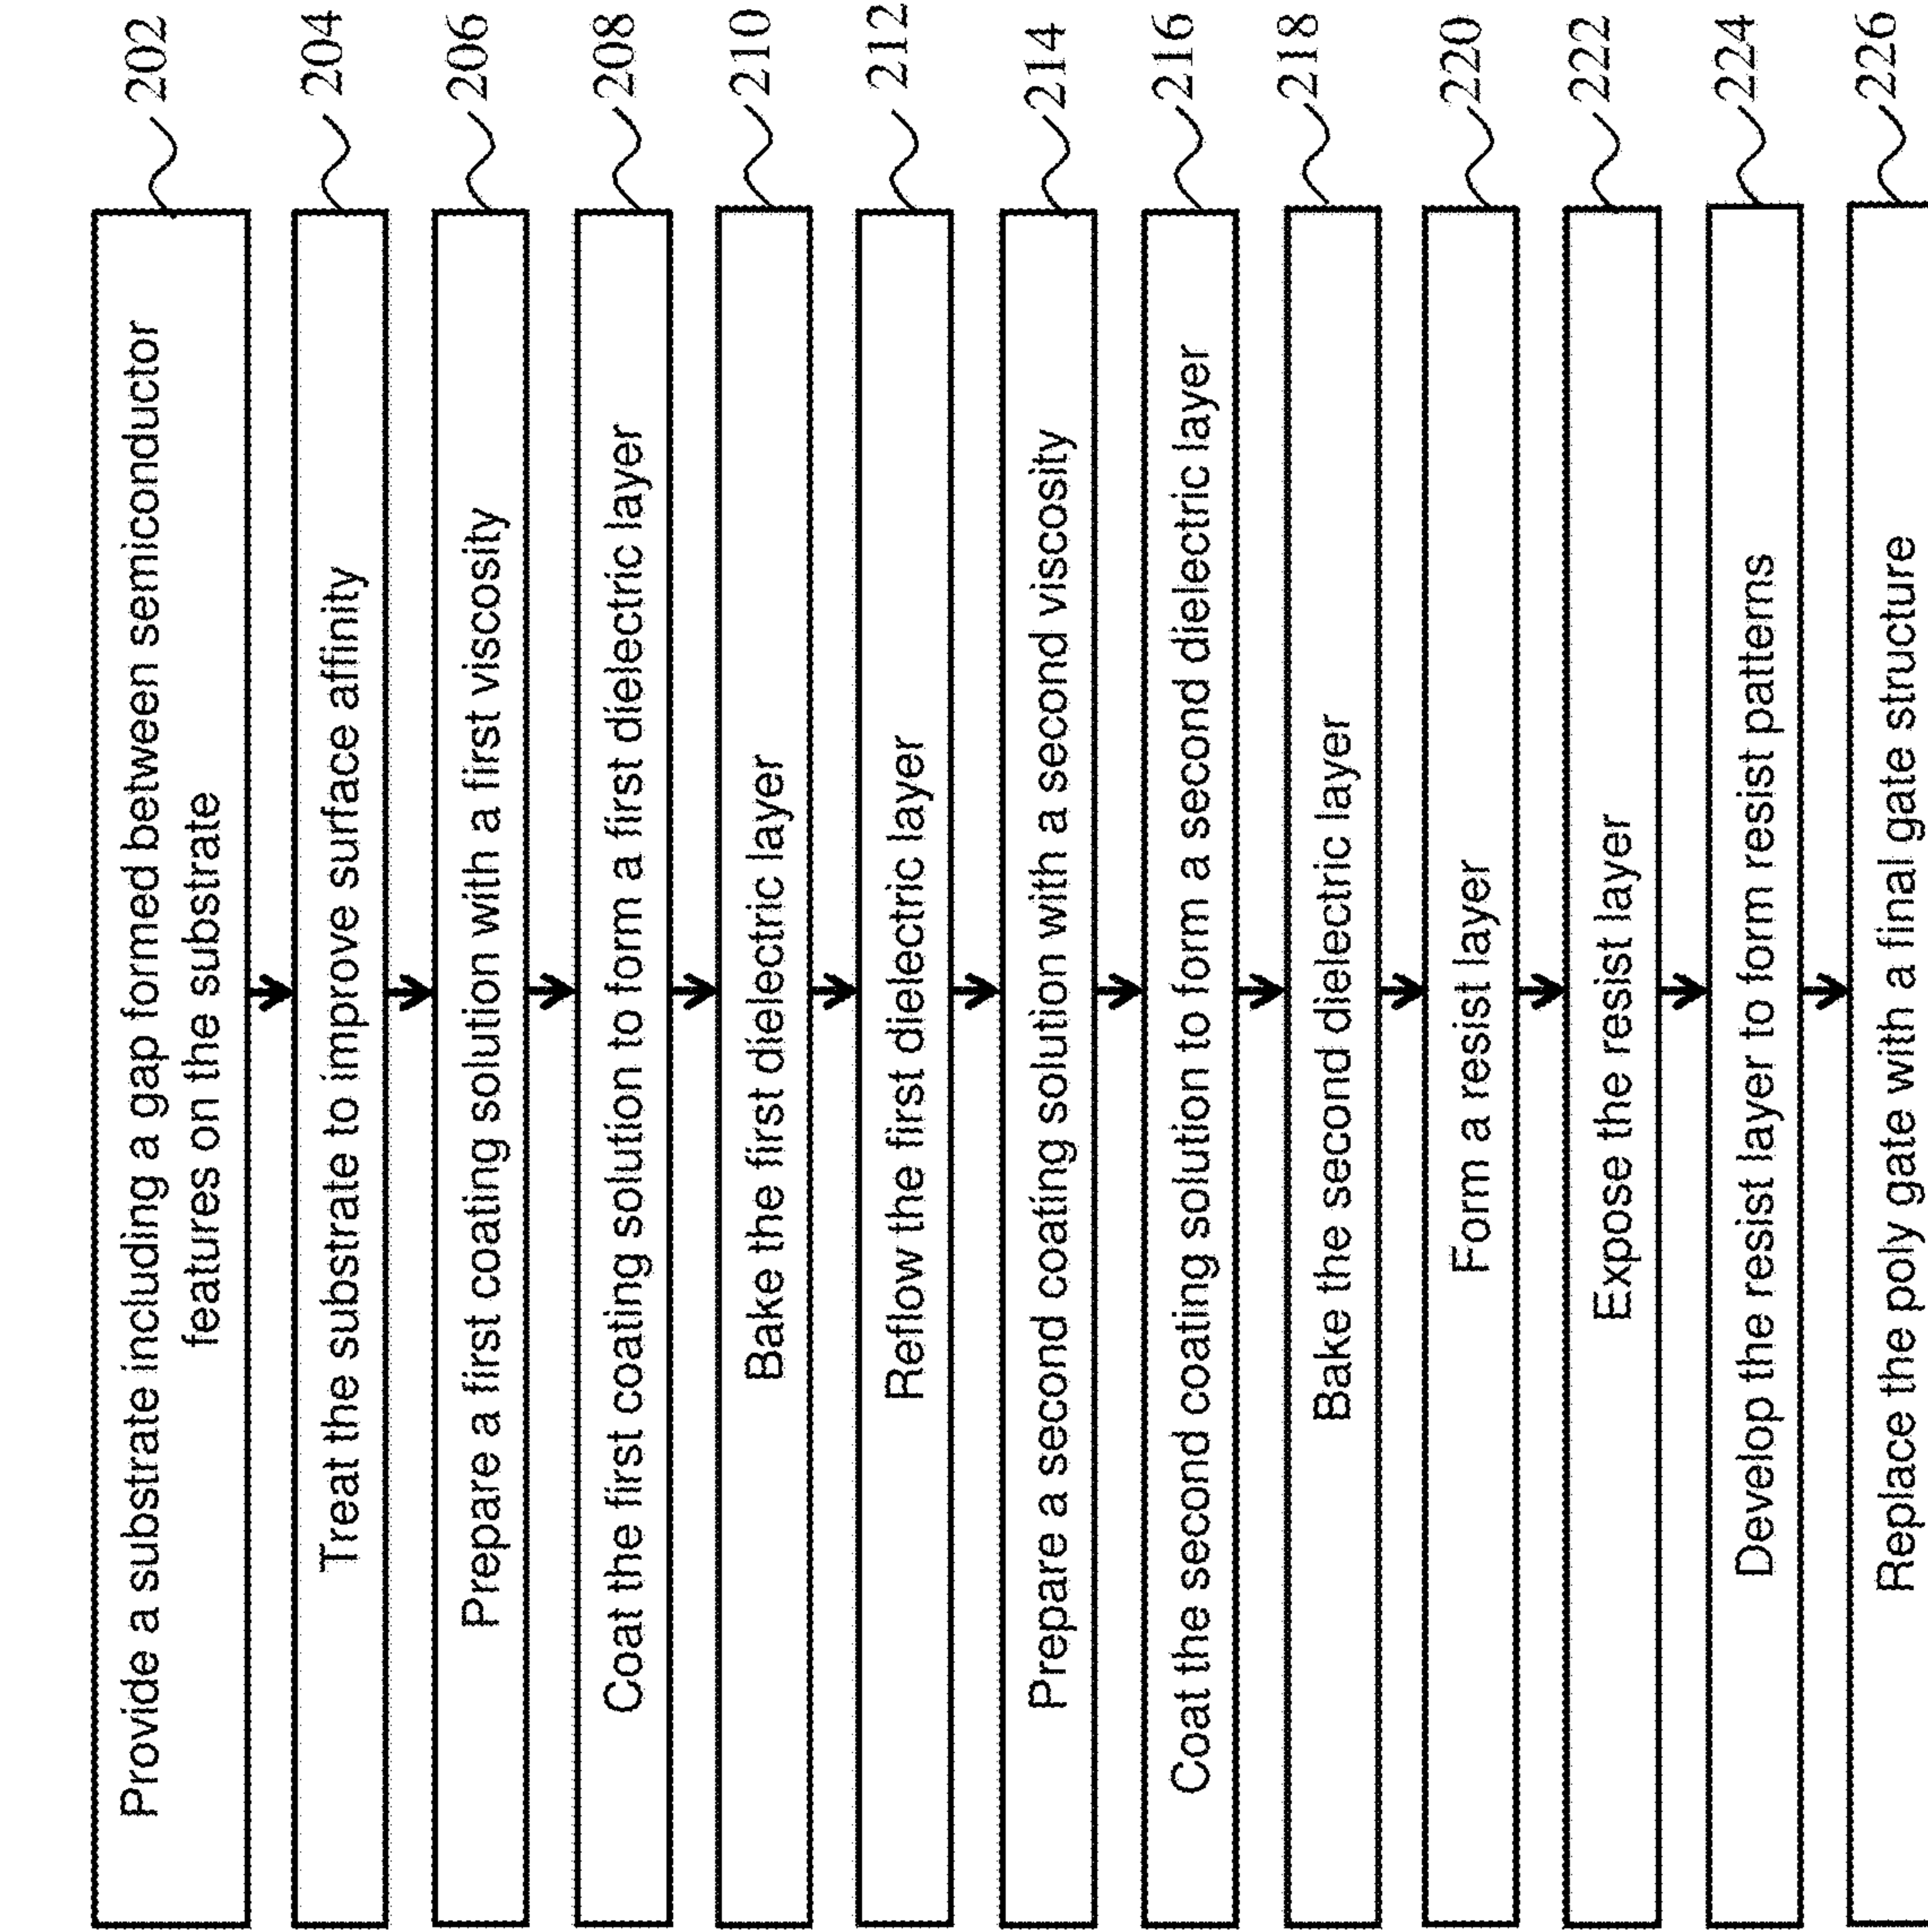 Provide a substrate including a gap formed between semiconductor
features on the substrate
202
Treat the substrate to improve surface affinity
204
Prepare a first coating solution with a first viscosity
206
Coat the first coating solution to form a first dielectric layer
208
Bake the first dielectric layer
210
Reflow the first dielectric layer
212
Prepare a second coating solution with a second viscosity
214
Coat the second coating solution to form a second dielectric layer
216
Bake the second dielectric layer
218
Form a resist layer
220
Expose the resist layer
222
Develop the resist layer to form resist patterns
224
Replace the poly gate with a final gate structure
226